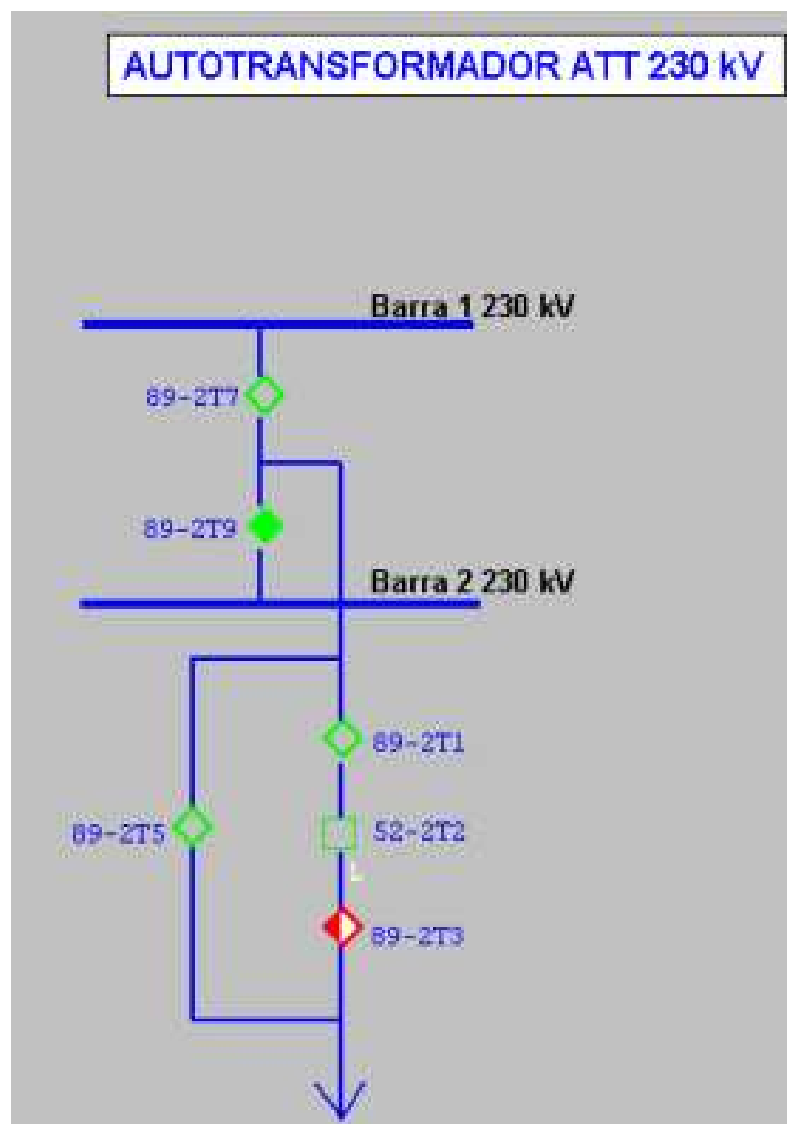 AUTOTRANSFORMADOR ATT 230 kV
Barra 1 230 kV
89-2T7
89-2T9
Barra 2 230 kV
89-2T1
89-2T5
52-2T2
L
89-2T3